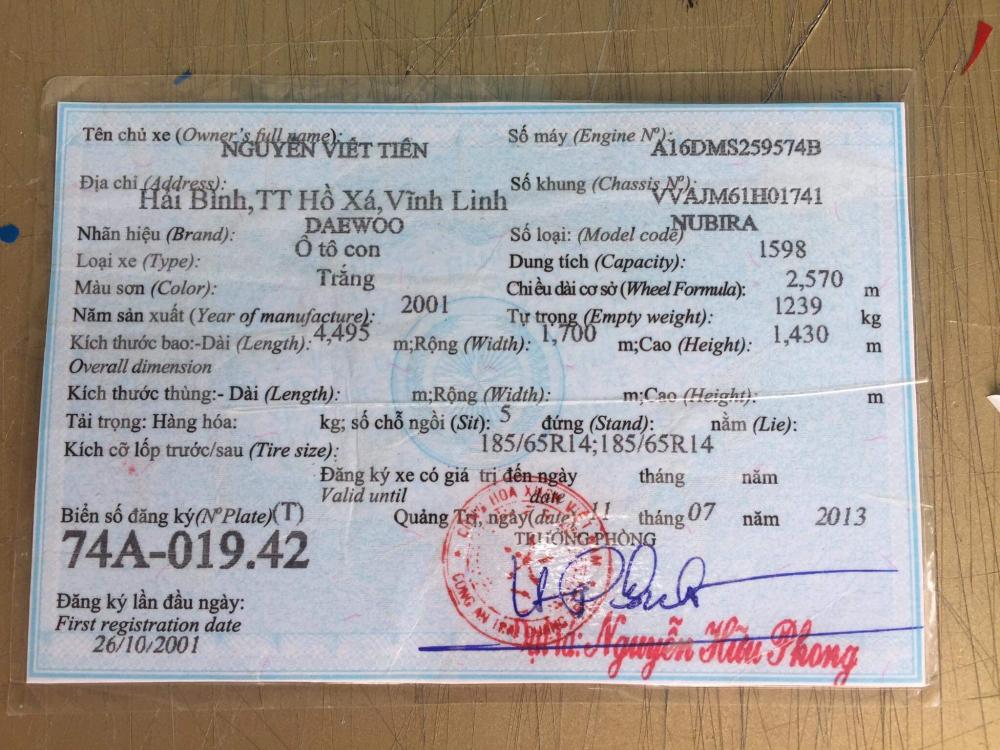 Tên chủ xe (Owner's full name): NGUYỄN VIẾT TIẾN Số máy (Engine Nº): A16DMS259574B
Địa chỉ (Address): Hải Bình,TT Hồ Xá,Vĩnh Linh Số khung (Chassis Nº): VVAJM61H01741
Nhãn hiệu (Brand): DAEWOO Số loại: (Model code) NUBIRA
Loại xe (Type): Ô tô con Dung tích (Capacity): 1598
Màu sơn (Color): Trắng Chiều dài cơ sở (Wheel Formula): 2,570 m
Năm sản xuất (Year of manufacture): 2001 Tự trọng (Empty weight): 1239 kg
Kích thước bao:-Dài (Length): 4,495 m;Rộng (Width): 1,700 m;Cao (Height): 1,430 m
Overall dimension
Kích thước thùng:- Dài (Length): m;Rộng (Width): m;Cao (Height): m
Tải trọng: Hàng hóa: kg; số chỗ ngồi (Sit): 5 đứng (Stand): nằm (Lie):
Kích cỡ lốp trước/sau (Tire size): 185/65R14;185/65R14
Đăng ký xe có giá trị đến ngày tháng năm
Valid until date
Biển số đăng ký(NºPlate)(T) Quảng Trị, ngày(date) 11 tháng 07 năm 2013
74A-019.42
TRƯỞNG PHÒNG
Đăng ký lần đầu ngày:
First registration date
26/10/2001
Nguyễn Hữu Phong